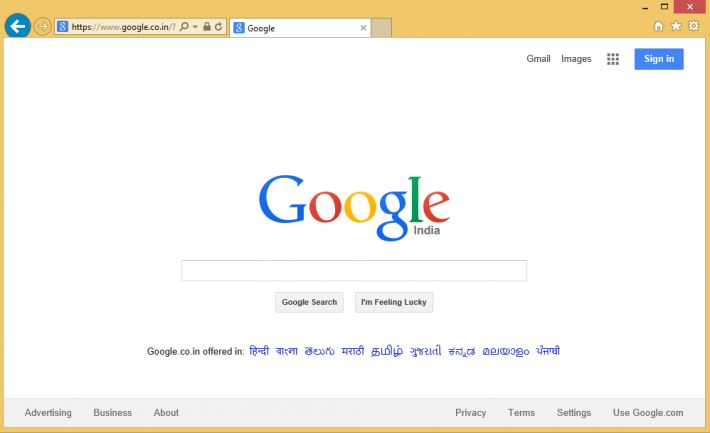 https://www.google.co.in/?
Google
Gmail Images Sign in
Google
India
Google Search I'm Feeling Lucky
Google.co.in offered in: हिन्दी বাংলা తెలుగు मराठी தமிழ் ગુજરાતી ಕನ್ನಡ മലയാളം ਪੰਜਾਬੀ
Advertising Business About Privacy Terms Settings Use Google.com